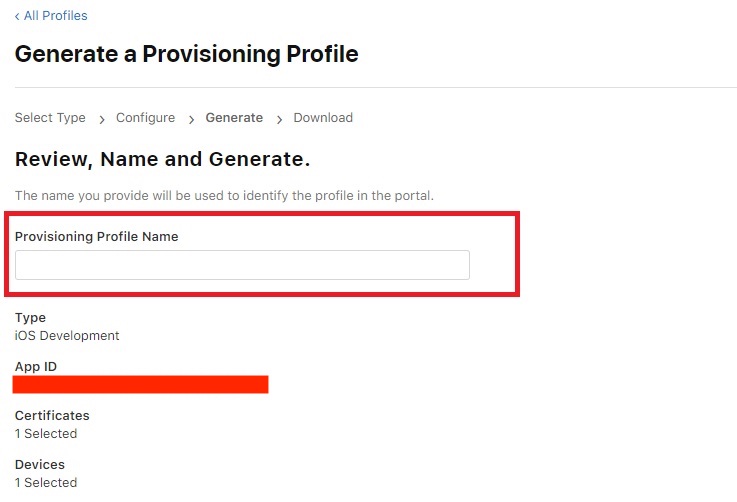 ‹ All Profiles
Generate a Provisioning Profile
Select Type › Configure › Generate › Download
Review, Name and Generate.
The name you provide will be used to identify the profile in the portal.
Provisioning Profile Name
Type
iOS Development
App ID
Certificates
1 Selected
Devices
1 Selected